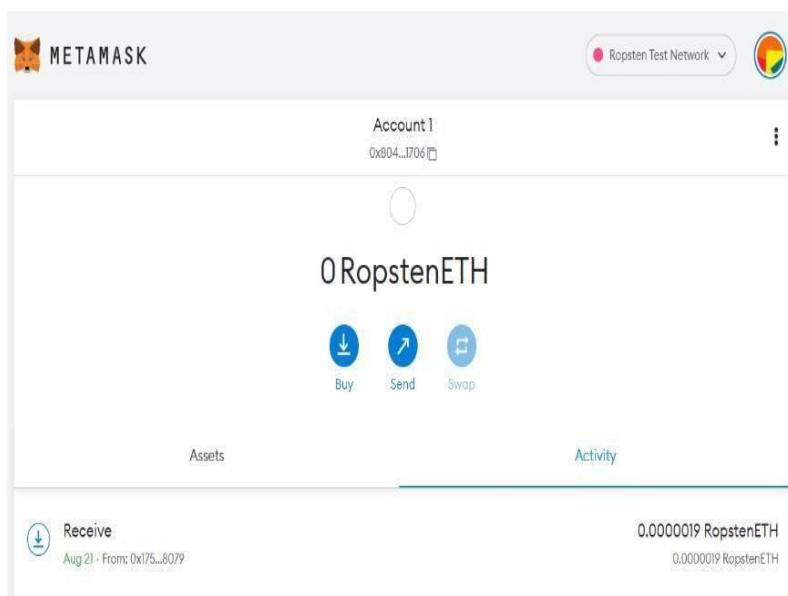 METAMASK
Ropsten Test Network
Account 1
0x804...1706
0 RopstenETH
Buy
Send
Swap
Assets
Activity
Receive
0.0000019 RopstenETH
Aug 21 · From: 0x175...8079
0.0000019 RopstenETH